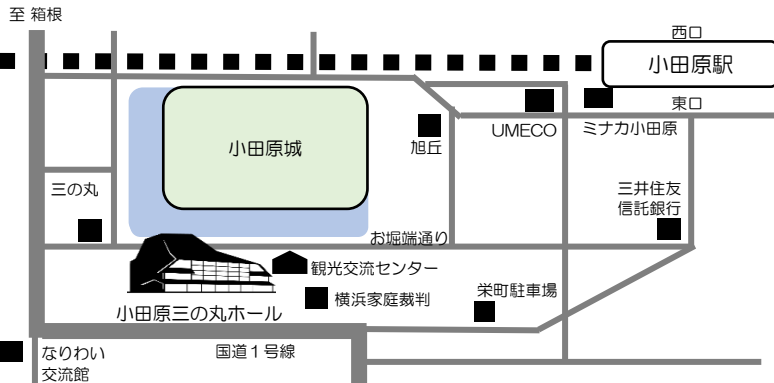 至 箱根
西口
小田原駅
東口
UMECO
ミナカ小田原
旭丘
小田原城
三の丸
三井住友
信託銀行
お堀端通り
観光交流センター
横浜家庭裁判
栄町駐車場
小田原三の丸ホール
国道１号線
なりわい
交流館